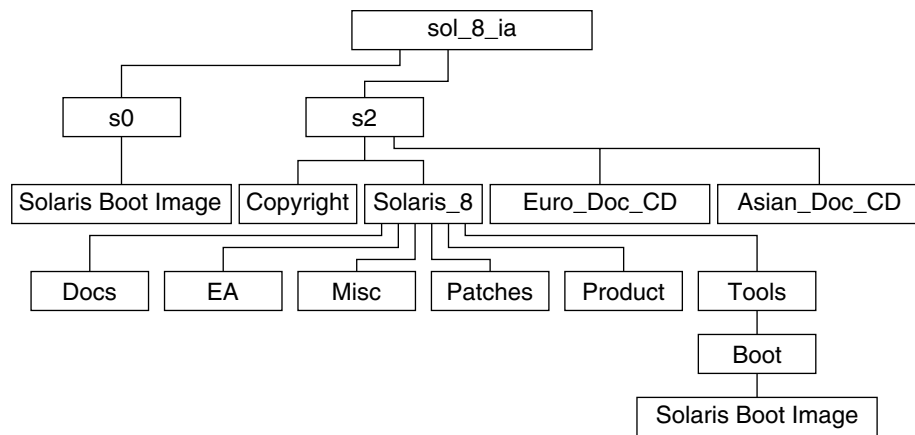 sol_8_ia
s0
s2
Solaris Boot Image
Copyright
Solaris_8
Euro_Doc_CD
Asian_Doc_CD
Docs
EA
Misc
Patches
Product
Tools
Boot
Solaris Boot Image